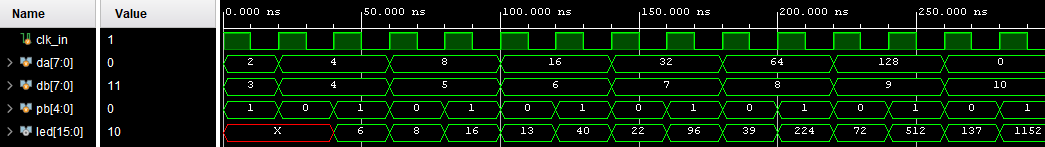 Name Value 0.000 ns 50.000 ns 100.000 ns 150.000 ns 200.000 ns 250.000 ns
clk_in 1
da[7:0] 0 2 4 8 16 32 64 128 0
db[7:0] 11 3 4 5 6 7 8 9 10
pb[4:0] 0 1 0 1 0 1 0 1 0 1 0 1 0 1 0 1
led[15:0] 10 X 6 8 16 13 40 22 96 39 224 72 512 137 1152